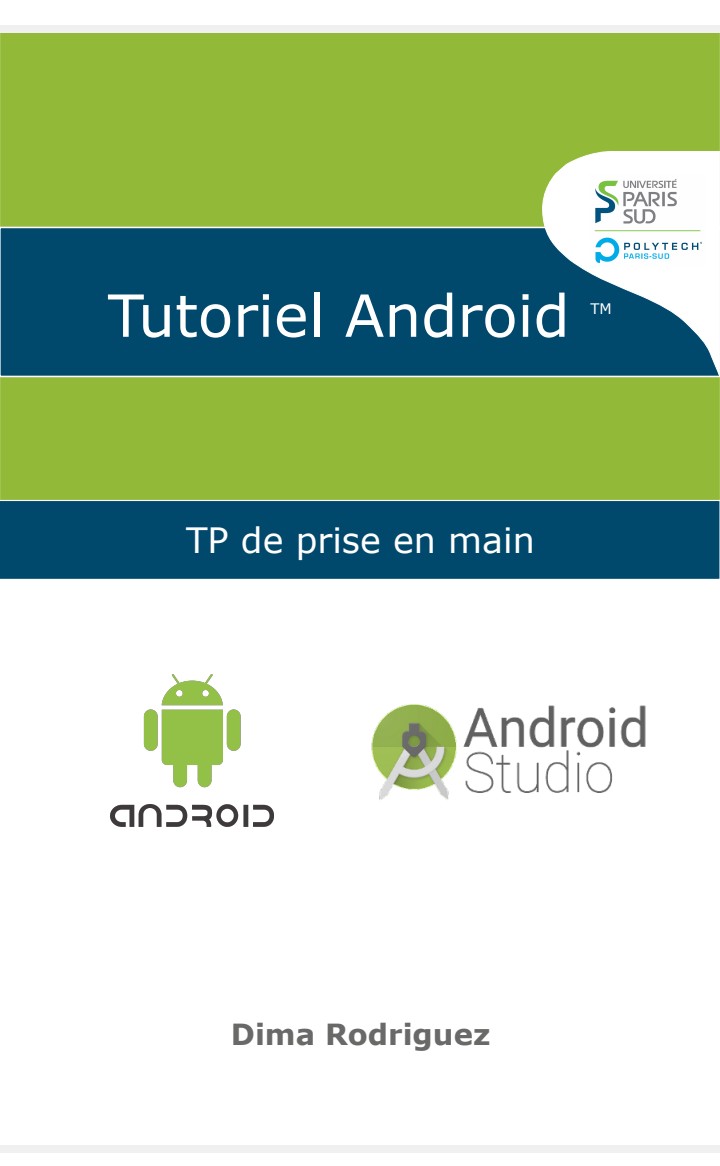 UNIVERSITÉ
PARIS
SUD
POLYTECH
PARIS-SUD
Tutoriel Android ™
TP de prise en main
ANDROID
Android
Studio
Dima Rodriguez